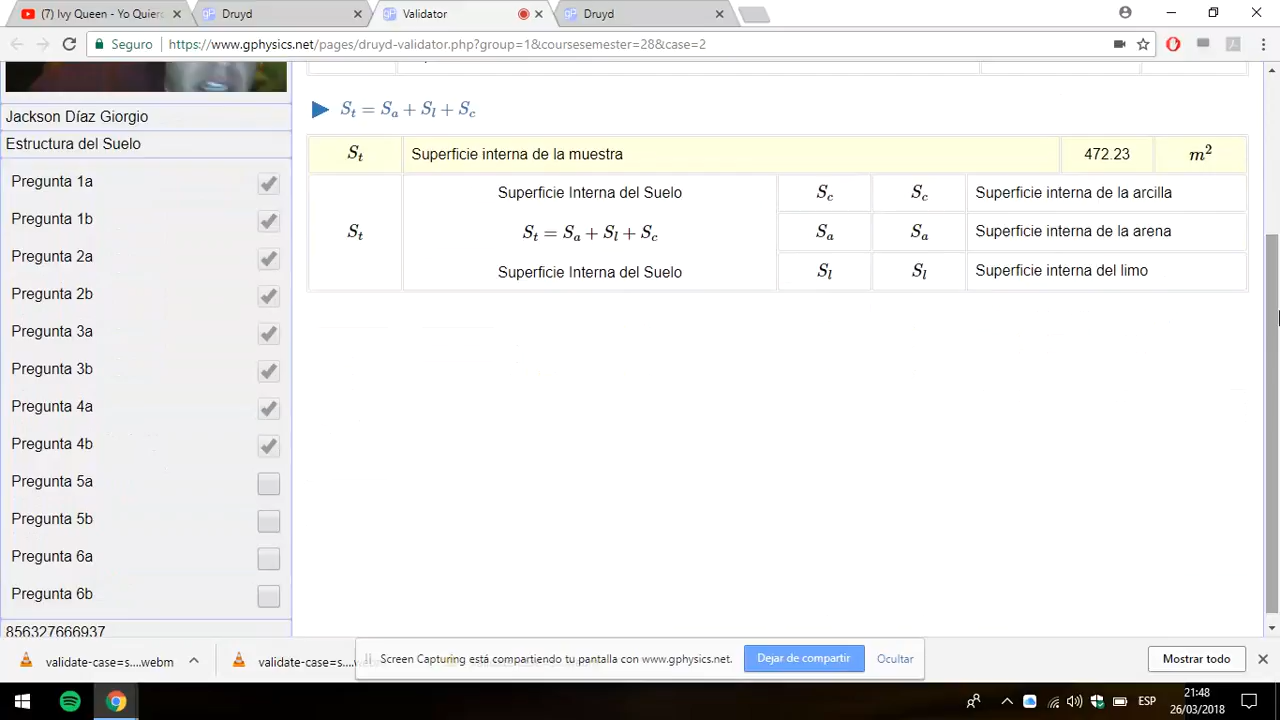 (7) Ivy Queen - Yo Quiero
Druyd
Validator
Druyd
Seguro
https://www.gphysics.net/pages/druyd-validator.php?group=1&coursesemester=28&case=2
Jackson Díaz Giorgio
Estructura del Suelo
Pregunta 1a
Pregunta 1b
Pregunta 2a
Pregunta 2b
Pregunta 3a
Pregunta 3b
Pregunta 4a
Pregunta 4b
Pregunta 5a
Pregunta 5b
Pregunta 6a
Pregunta 6b
856327666937
S_t = S_a + S_l + S_c
S_t Superficie interna de la muestra 472.23 m²
Superficie Interna del Suelo S_c S_c Superficie interna de la arcilla
S_t S_t = S_a + S_l + S_c S_a S_a Superficie interna de la arena
Superficie Interna del Suelo S_l S_l Superficie interna del limo
validate-case=s....webm
validate-case=s....w
Screen Capturing está compartiendo tu pantalla con www.gphysics.net.
Dejar de compartir
Ocultar
Mostrar todo
ESP
21:48
26/03/2018